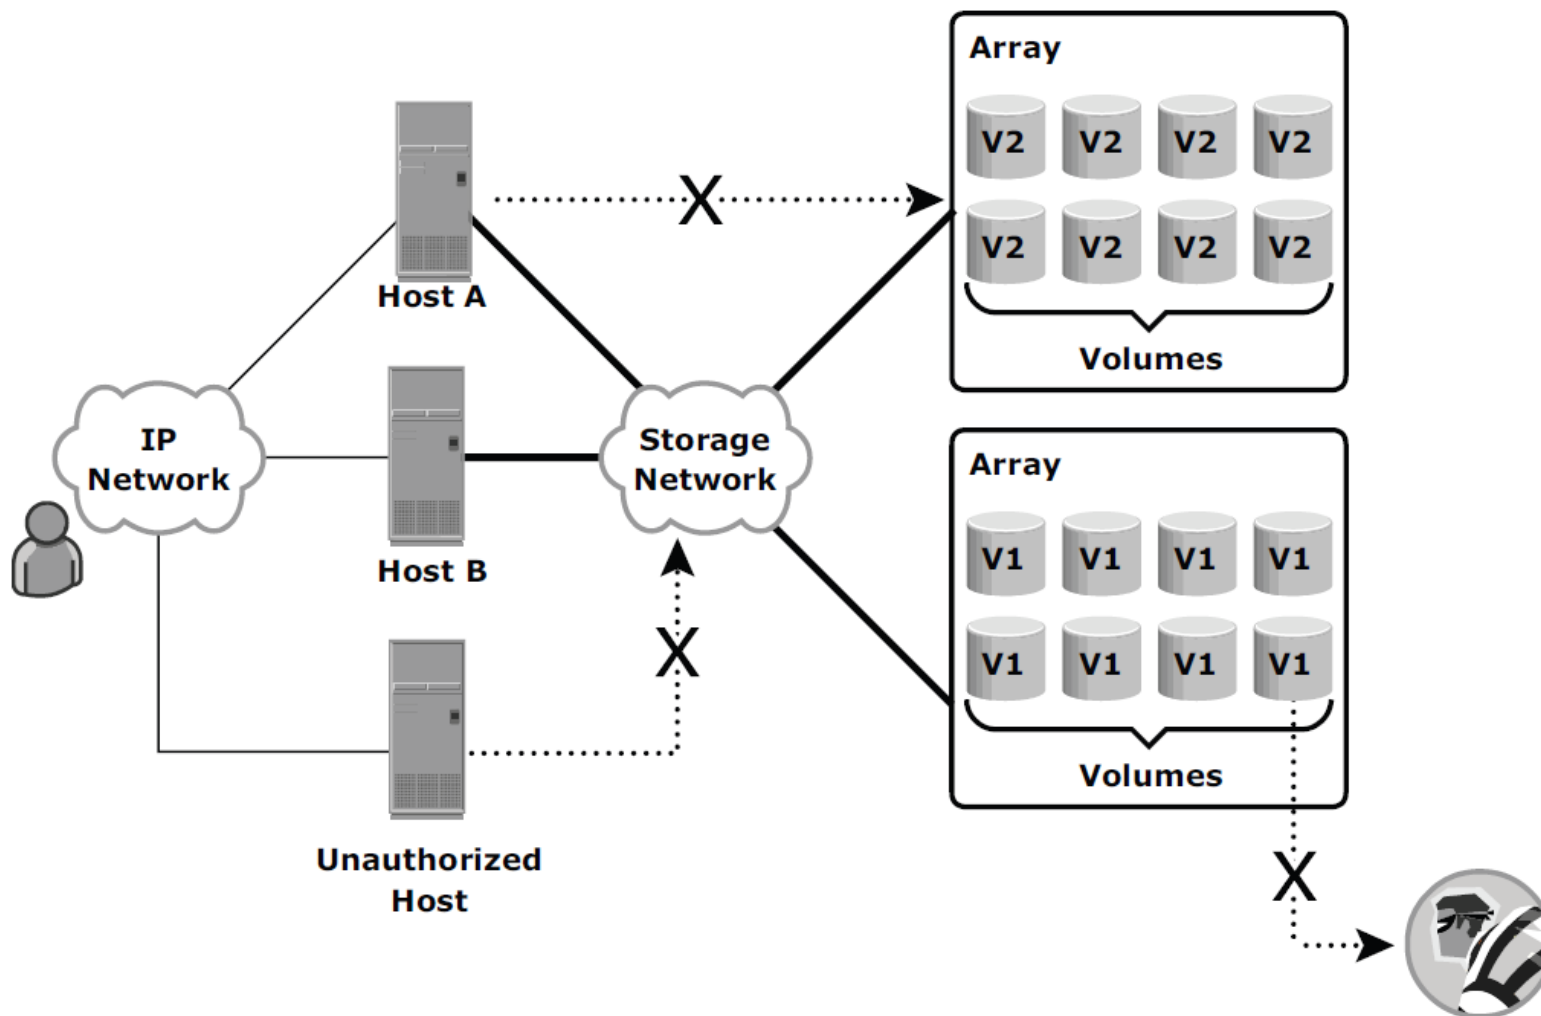 Array
V2 V2 V2 V2
X
V2 V2 V2 V2
Host A
Volumes
IP
Network
Storage
Network
Array
Host B
V1 V1 V1 V1
X
V1 V1 V1 V1
Volumes
Unauthorized
Host
X